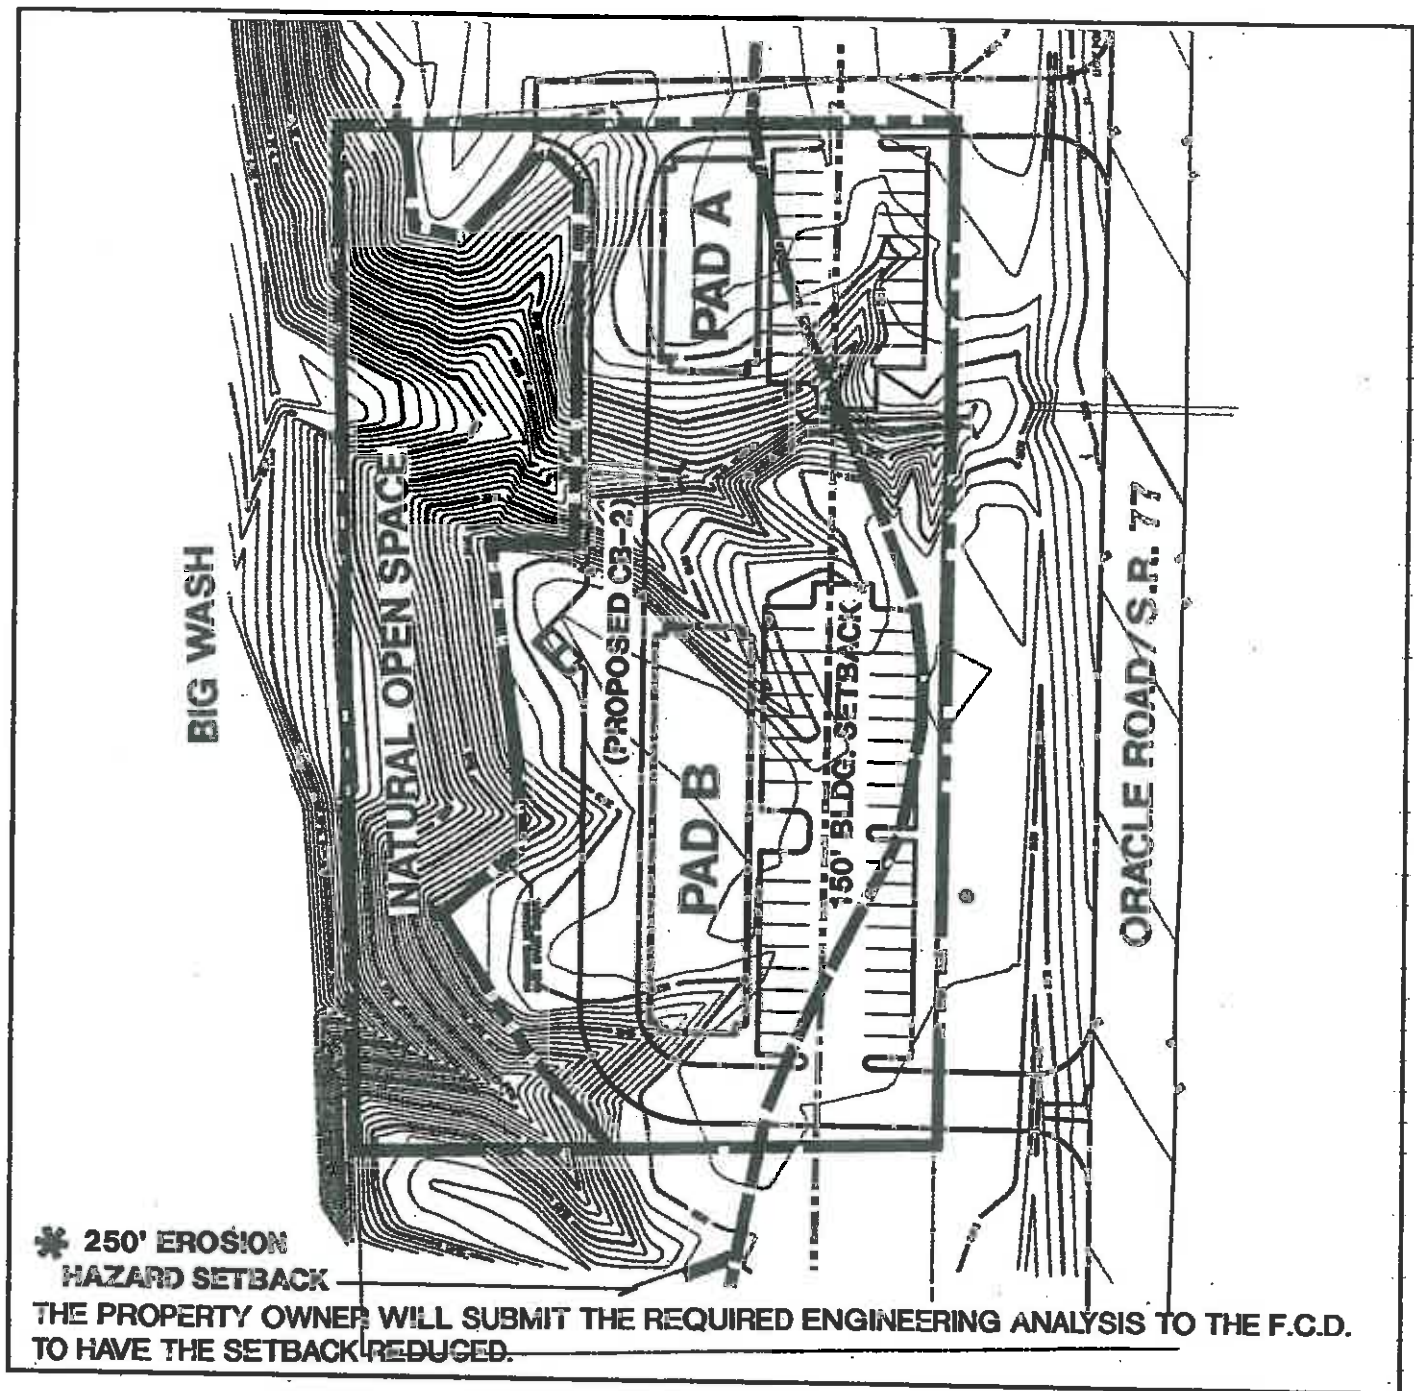 PAD A
BIG WASH
NATURAL OPEN SPACE
(PROPOSED CB-2)
PAD B
150' BLDG. SETBACK
ORACLE ROAD/S.R. 77
* 250' EROSION
HAZARD SETBACK
THE PROPERTY OWNER WILL SUBMIT THE REQUIRED ENGINEERING ANALYSIS TO THE F.C.D.
TO HAVE THE SETBACK REDUCED.